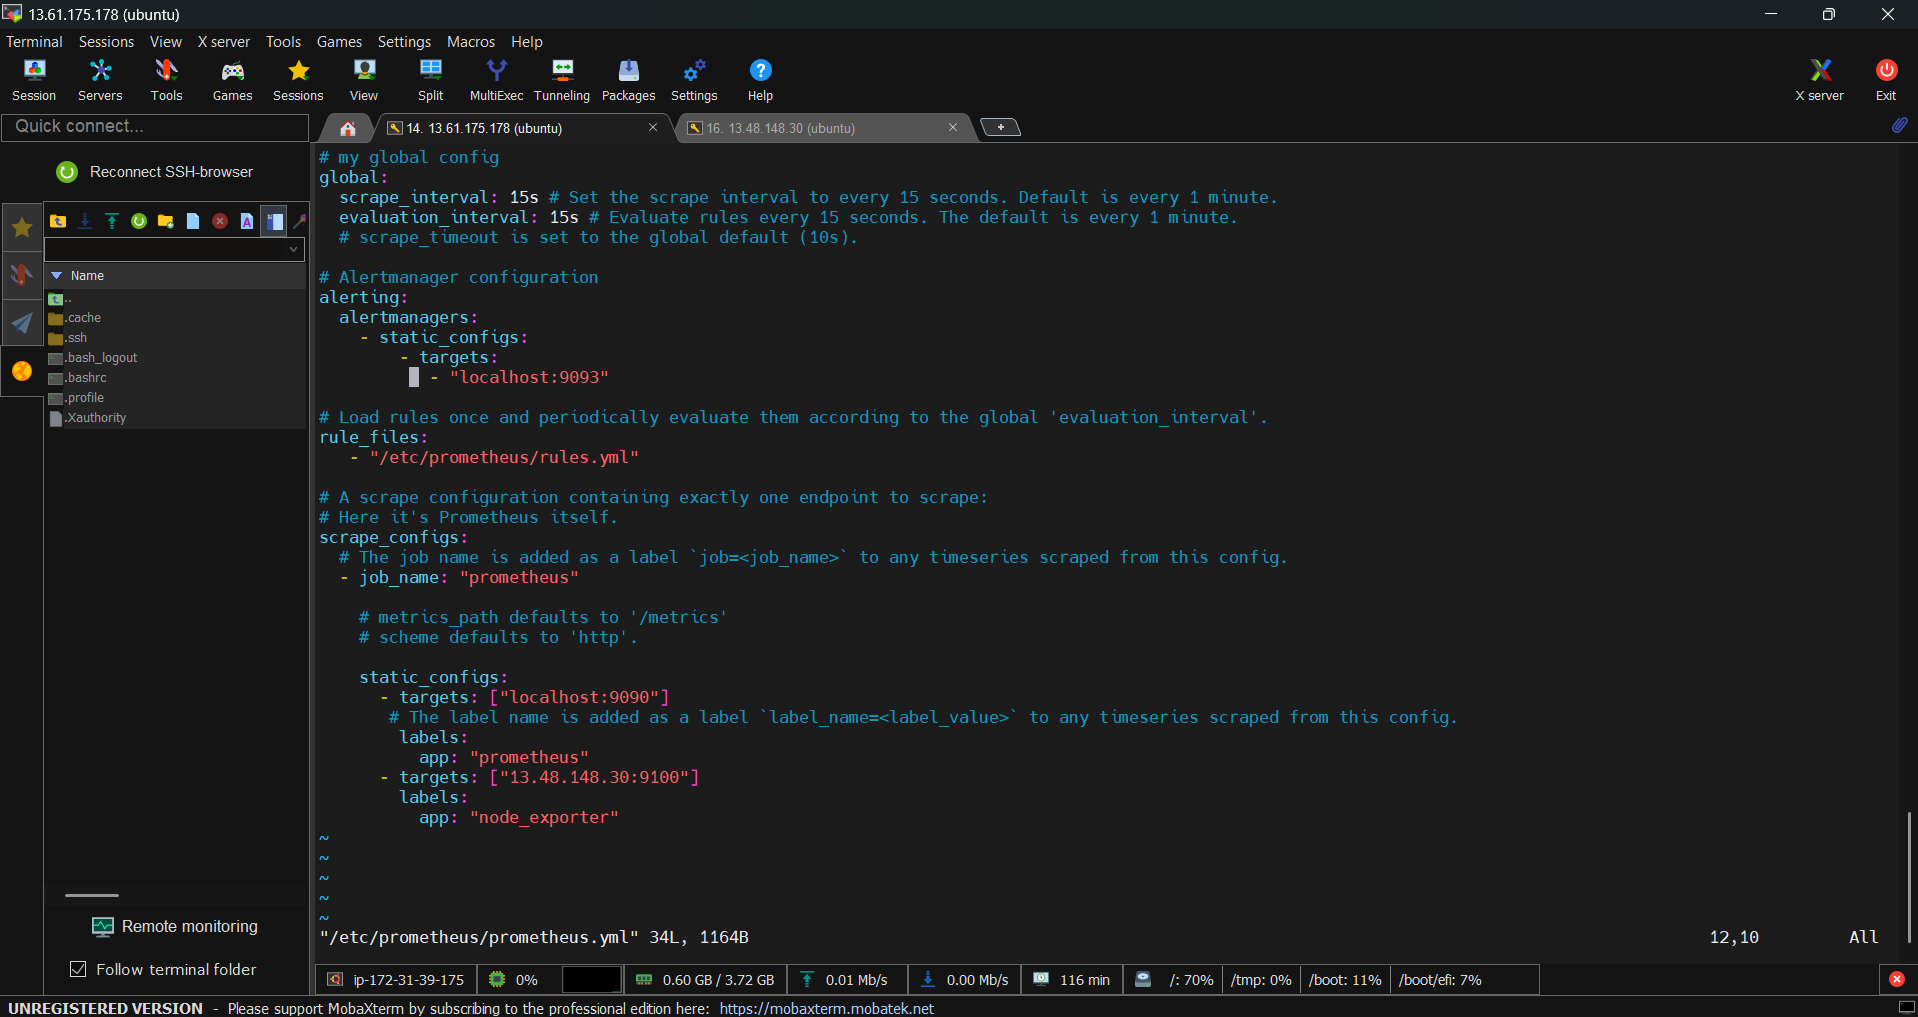 13.61.175.178 (ubuntu)
Terminal Sessions View X server Tools Games Settings Macros Help
Session Servers Tools Games Sessions View Split MultiExec Tunneling Packages Settings Help X server Exit
Quick connect...
14. 13.61.175.178 (ubuntu)
16. 13.48.148.30 (ubuntu)
Reconnect SSH-browser
Name
..
.cache
.ssh
.bash_logout
.bashrc
.profile
.Xauthority
Remote monitoring
Follow terminal folder
# my global config
global:
  scrape_interval: 15s # Set the scrape interval to every 15 seconds. Default is every 1 minute.
  evaluation_interval: 15s # Evaluate rules every 15 seconds. The default is every 1 minute.
  # scrape_timeout is set to the global default (10s).
# Alertmanager configuration
alerting:
  alertmanagers:
    - static_configs:
        - targets:
           - "localhost:9093"
# Load rules once and periodically evaluate them according to the global 'evaluation_interval'.
rule_files:
   - "/etc/prometheus/rules.yml"
# A scrape configuration containing exactly one endpoint to scrape:
# Here it's Prometheus itself.
scrape_configs:
  # The job name is added as a label `job=<job_name>` to any timeseries scraped from this config.
  - job_name: "prometheus"
    # metrics_path defaults to '/metrics'
    # scheme defaults to 'http'.
    static_configs:
      - targets: ["localhost:9090"]
       # The label name is added as a label `label_name=<label_value>` to any timeseries scraped from this config.
        labels:
          app: "prometheus"
      - targets: ["13.48.148.30:9100"]
        labels:
          app: "node_exporter"
~
~
~
~
~
"/etc/prometheus/prometheus.yml" 34L, 1164B 12,10 All
ip-172-31-39-175 0% 0.60 GB / 3.72 GB 0.01 Mb/s 0.00 Mb/s 116 min /: 70% /tmp: 0% /boot: 11% /boot/efi: 7%
UNREGISTERED VERSION - Please support MobaXterm by subscribing to the professional edition here: https://mobaxterm.mobatek.net